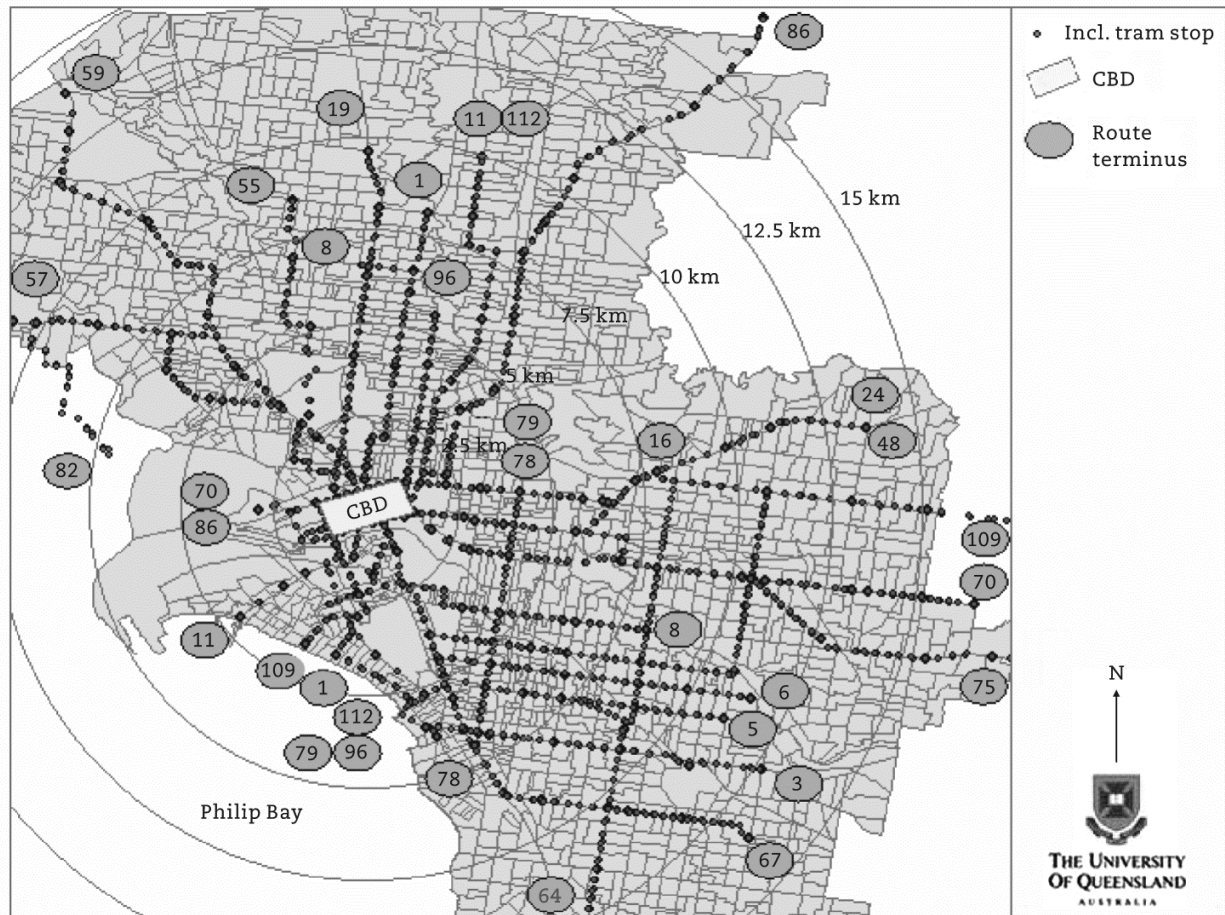 86
Incl. tram stop
59
CBD
19
11
112
Route
terminus
55
1
15 km
8
12.5 km
57
96
10 km
7.5 km
5 km
24
79
16
48
2.5 km
78
82
70
CBD
86
109
70
8
11
109
1
N
75
6
112
5
79
96
78
3
Philip Bay
67
THE UNIVERSITY
OF QUEENSLAND
AUSTRALIA
64